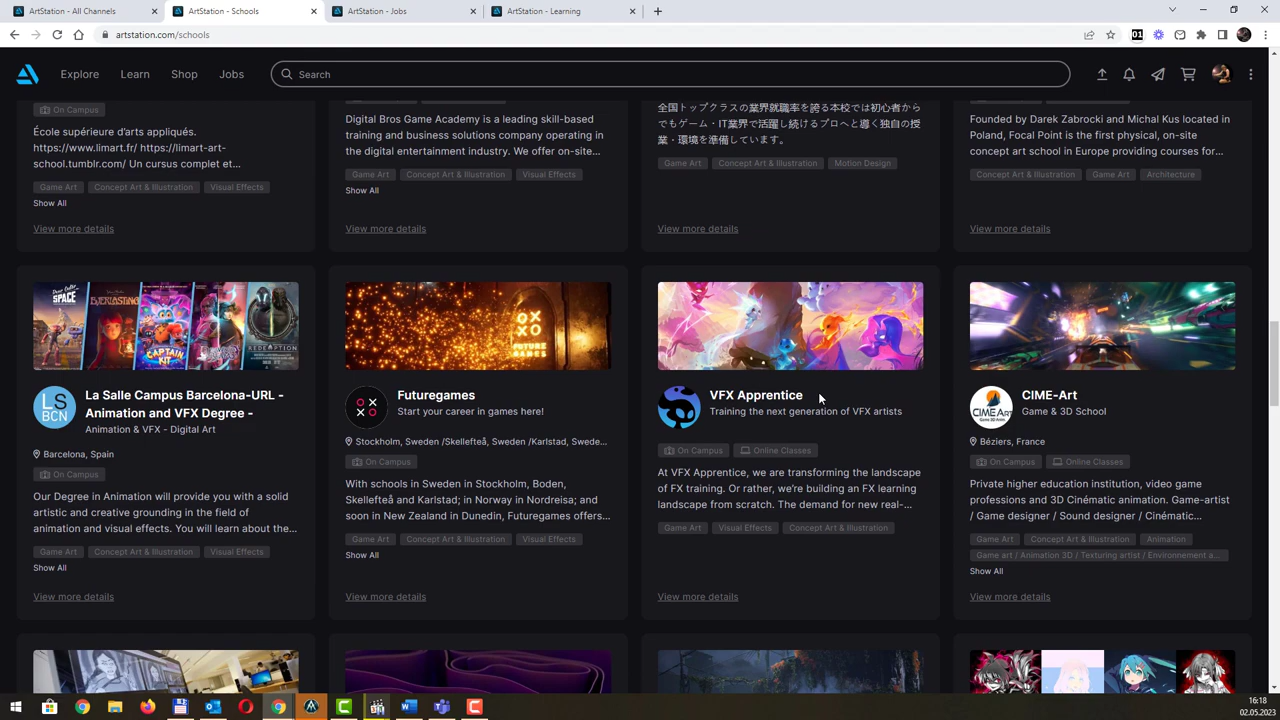 ArtStation - All Channels
ArtStation - Schools
ArtStation - Jobs
ArtStation - Learning
artstation.com/schools
Explore
Learn
Shop
Jobs
Search
On Campus
École supérieure d'arts appliqués.
https://www.limart.fr/ https://limart-art-
school.tumblr.com/ Un cursus complet et...
Game Art
Concept Art & Illustration
Visual Effects
Show All
View more details
Digital Bros Game Academy is a leading skill-based
training and business solutions company operating in
the digital entertainment industry. We offer on-site...
Game Art
Concept Art & Illustration
Visual Effects
Show All
View more details
全国トップクラスの業界就職率を誇る本校では初心者から
でもゲーム・IT業界で活躍し続けるプロへと導く独自の授
業・環境を準備しています。
Game Art
Concept Art & Illustration
Motion Design
View more details
Founded by Darek Zabrocki and Michal Kus located in
Poland, Focal Point is the first physical, on-site
concept art school in Europe providing courses for...
Concept Art & Illustration
Game Art
Architecture
View more details
SPACE
EVERLASTING
CAPTAIN
REDEMPTION
LS
BCN
La Salle Campus Barcelona-URL -
Animation and VFX Degree -
Animation & VFX - Digital Art
Barcelona, Spain
On Campus
Our Degree in Animation will provide you with a solid
artistic and creative grounding in the field of
animation and visual effects. You will learn about the...
Game Art
Concept Art & Illustration
Visual Effects
Show All
View more details
FUTURE
GAMES
Futuregames
Start your career in games here!
Stockholm, Sweden /Skellefteå, Sweden /Karlstad, Swede...
On Campus
With schools in Sweden in Stockholm, Boden,
Skellefteå and Karlstad; in Norway in Nordreisa; and
soon in New Zealand in Dunedin, Futuregames offers...
Game Art
Concept Art & Illustration
Visual Effects
Show All
View more details
VFX Apprentice
Training the next generation of VFX artists
On Campus
Online Classes
At VFX Apprentice, we are transforming the landscape
of FX training. Or rather, we're building an FX learning
landscape from scratch. The demand for new real-...
Game Art
Visual Effects
Concept Art & Illustration
View more details
CIME ART
CIME-Art
Game & 3D School
Béziers, France
On Campus
Online Classes
Private higher education institution, video game
professions and 3D Cinématic animation. Game-artist
/ Game designer / Sound designer / Cinématic...
Game Art
Concept Art & Illustration
Animation
Game art / Animation 3D / Texturing artist / Environnement a...
Show All
View more details
16:18
02.05.2023